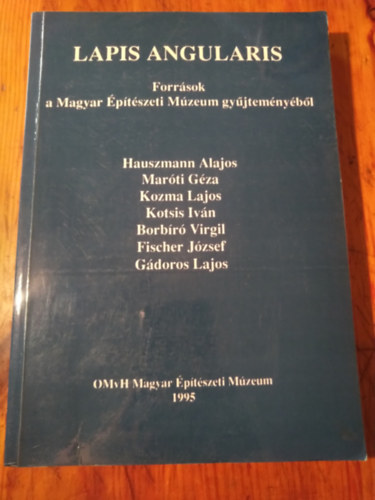 LAPIS ANGULARIS
Források
a Magyar Építészeti Múzeum gyűjteményéből
Hauszmann Alajos
Maróti Géza
Kozma Lajos
Kotsis Iván
Borbíró Virgil
Fischer József
Gádoros Lajos
OMvH Magyar Építészeti Múzeum
1995